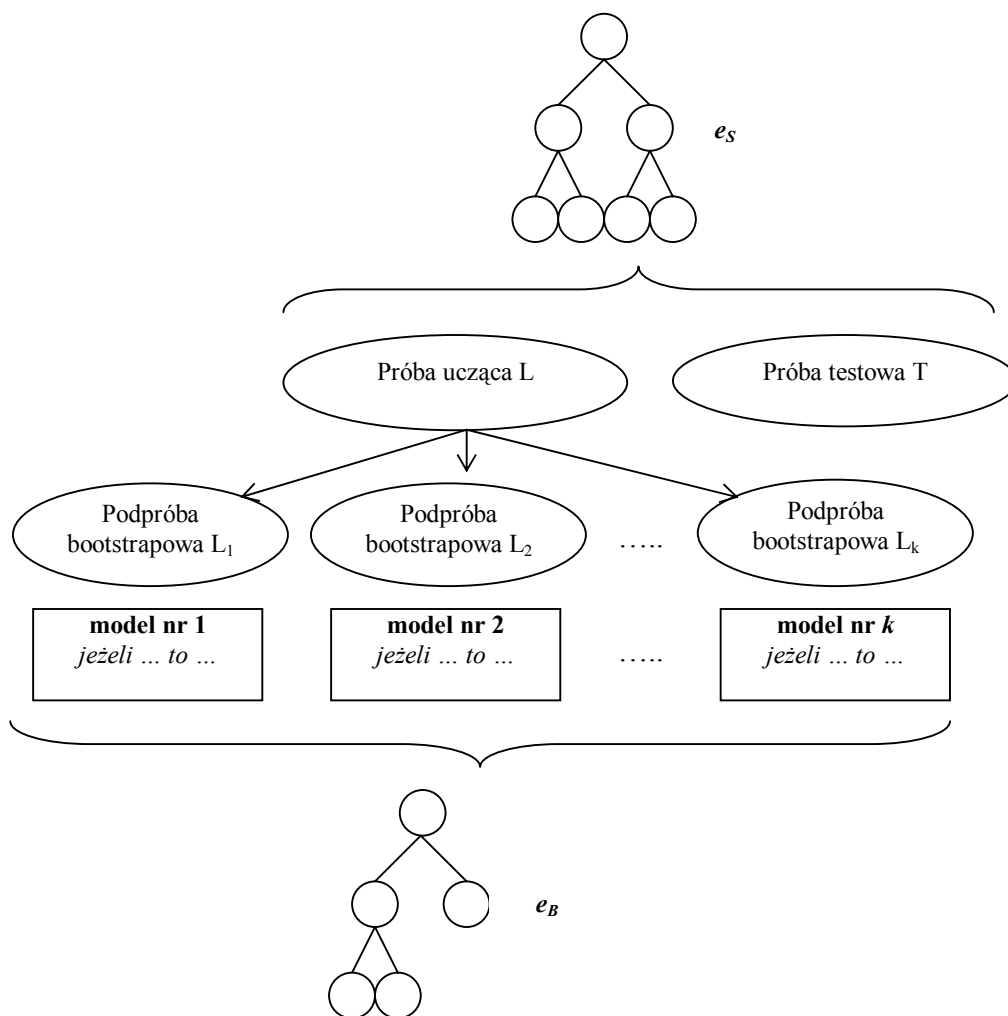 e_S
Próba ucząca L
Próba testowa T
Podpróba
bootstrapowa L₁
Podpróba
bootstrapowa L₂
…..
Podpróba
bootstrapowa Lₖ
model nr 1
jeżeli ... to ...
model nr 2
jeżeli ... to ...
…..
model nr k
jeżeli ... to ...
e_B